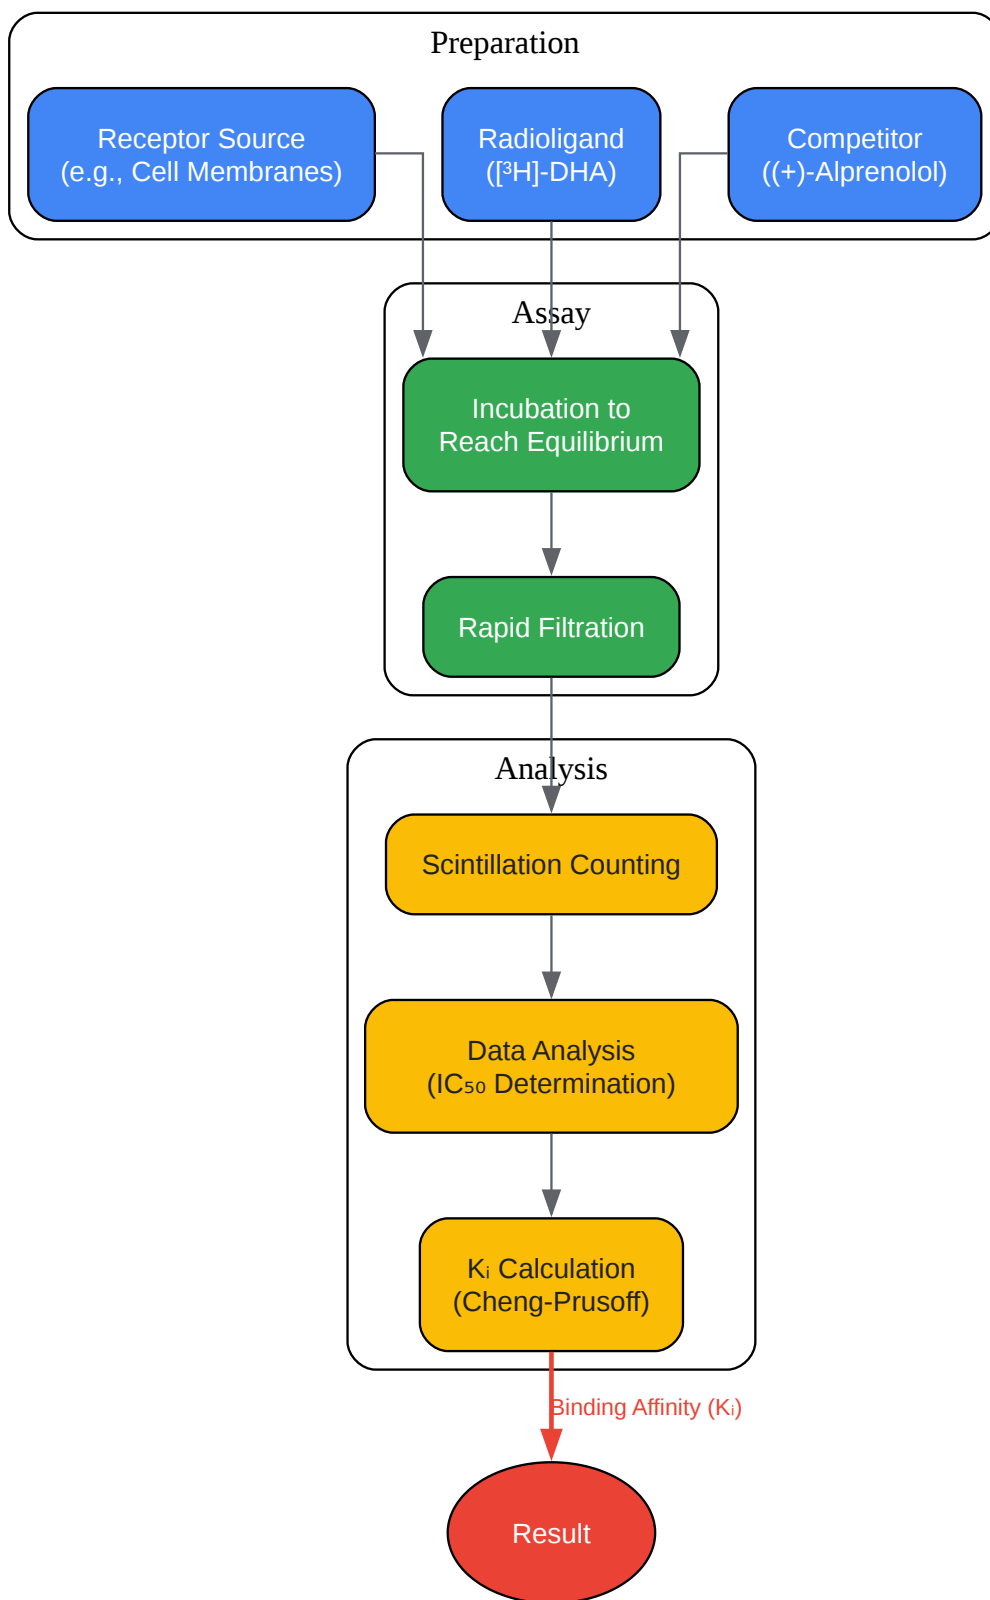 Preparation
Receptor Source
(e.g., Cell Membranes)
Radioligand
([³H]-DHA)
Competitor
((+)-Alprenolol)
Assay
Incubation to
Reach Equilibrium
Rapid Filtration
Analysis
Scintillation Counting
Data Analysis
(IC₅₀ Determination)
Kᵢ Calculation
(Cheng-Prusoff)
Binding Affinity (Kᵢ)
Result